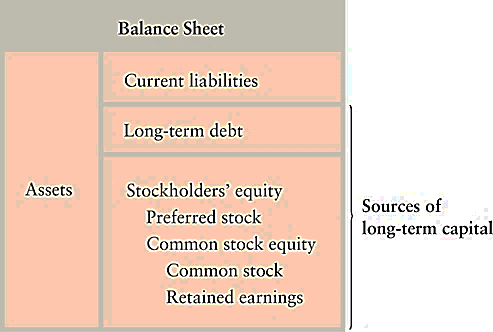 Balance Sheet
Current liabilities
Long-term debt
Assets
Stockholders’ equity
Preferred stock
Common stock equity
Common stock
Retained earnings
Sources of
long-term capital